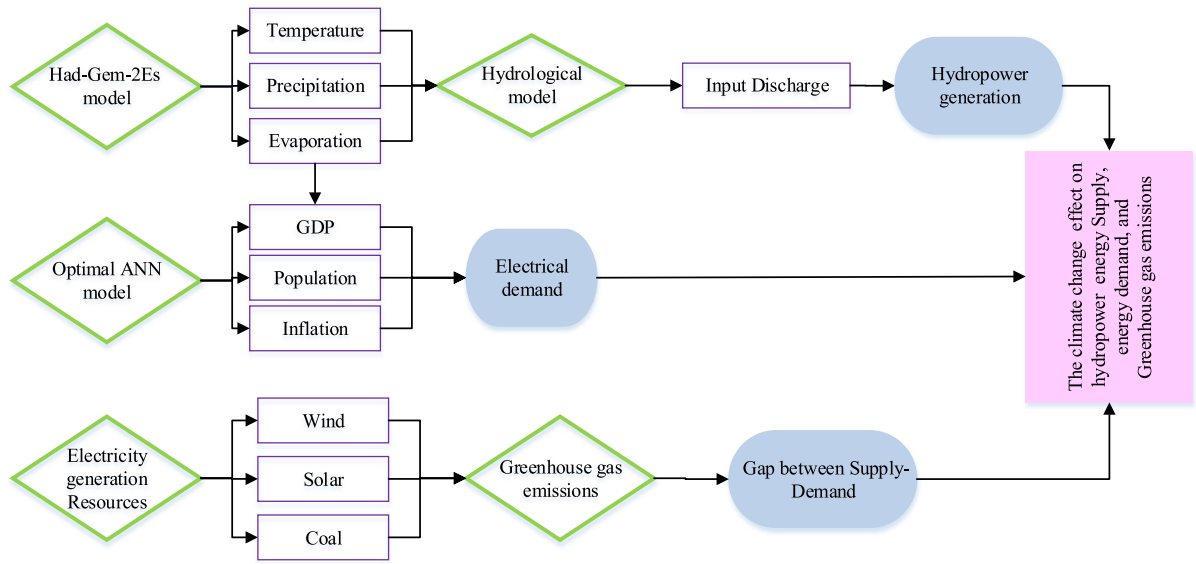 Had-Gem-2Es
model
Temperature
Precipitation
Evaporation
Hydrological
model
Input Discharge
Hydropower
generation
Optimal ANN
model
GDP
Population
Inflation
Electrical
demand
The climate change effect on
hydropower energy Supply,
energy demand, and
Greenhouse gas emissions
Electricity
generation
Resources
Wind
Solar
Coal
Greenhouse gas
emissions
Gap between Supply-
Demand